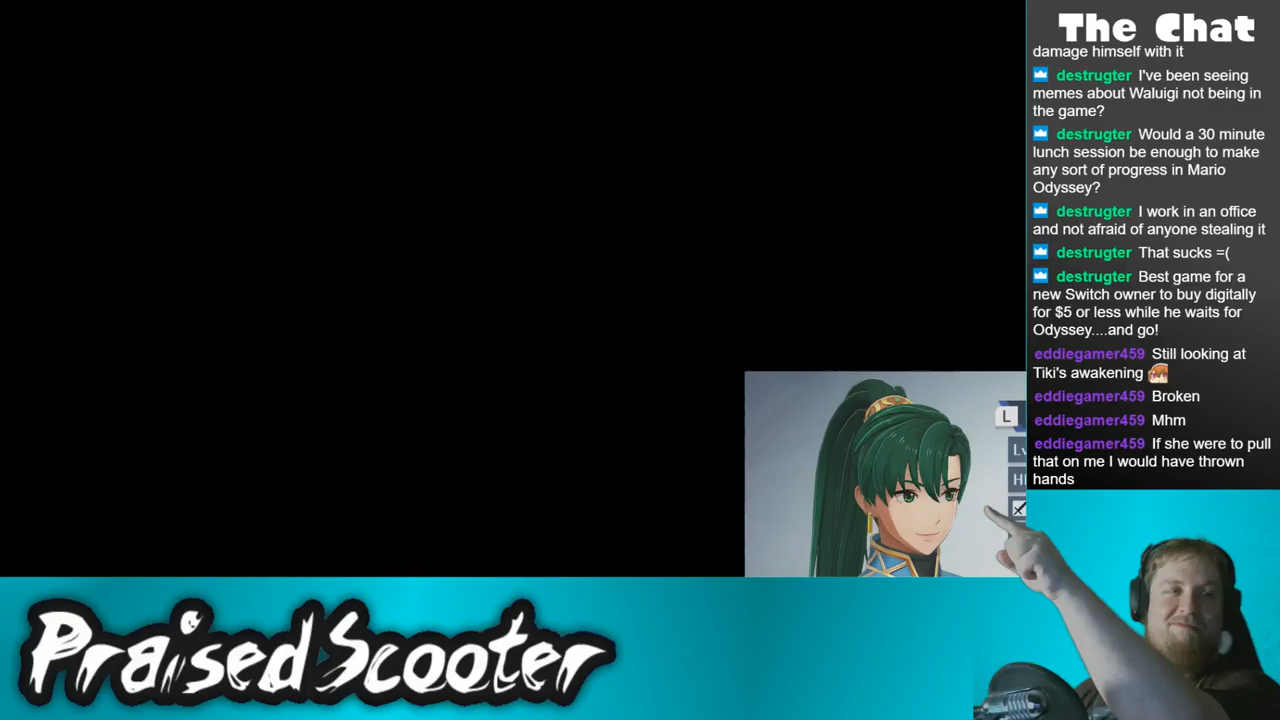 The Chat
damage himself with it
destrugter I've been seeing
memes about Waluigi not being in
the game?
destrugter Would a 30 minute
lunch session be enough to make
any sort of progress in Mario
Odyssey?
destrugter I work in an office
and not afraid of anyone stealing it
destrugter That sucks =(
destrugter Best game for a
new Switch owner to buy digitally
for $5 or less while he waits for
Odyssey....and go!
eddiegamer459 Still looking at
Tiki's awakening
eddiegamer459 Broken
eddiegamer459 Mhm
eddiegamer459 If she were to pull
that on me I would have thrown
hands
L
Lv
PraisedScooter